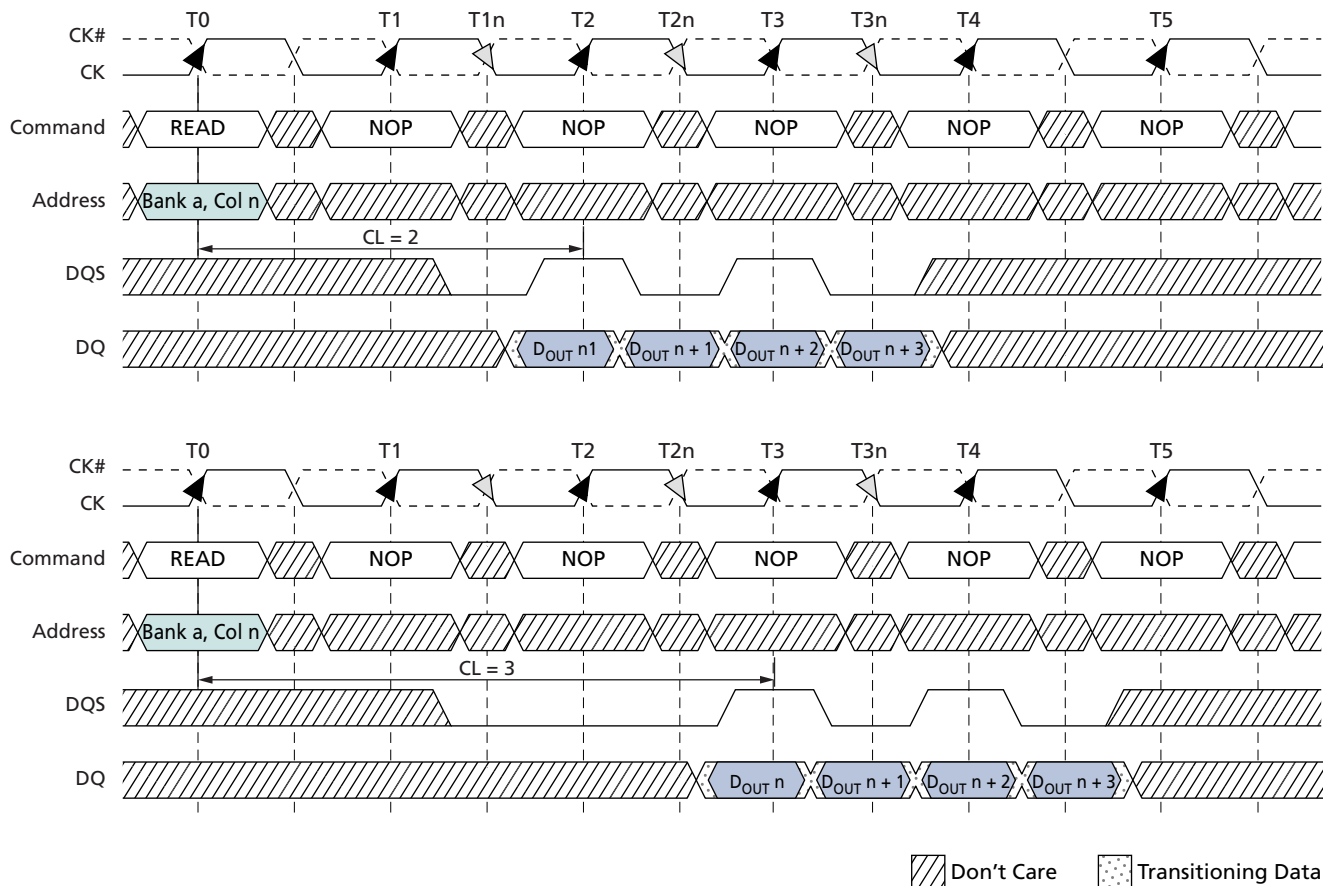 T0 T1 T1n T2 T2n T3 T3n T4 T5
CK#
CK
Command READ NOP NOP NOP NOP NOP
Address Bank a, Col n
CL = 2
DQS
DQ DOUT n1 DOUT n + 1 DOUT n + 2 DOUT n + 3
T0 T1 T2 T2n T3 T3n T4 T5
CK#
CK
Command READ NOP NOP NOP NOP NOP
Address Bank a, Col n
CL = 3
DQS
DQ DOUT n DOUT n + 1 DOUT n + 2 DOUT n + 3
Don't Care Transitioning Data